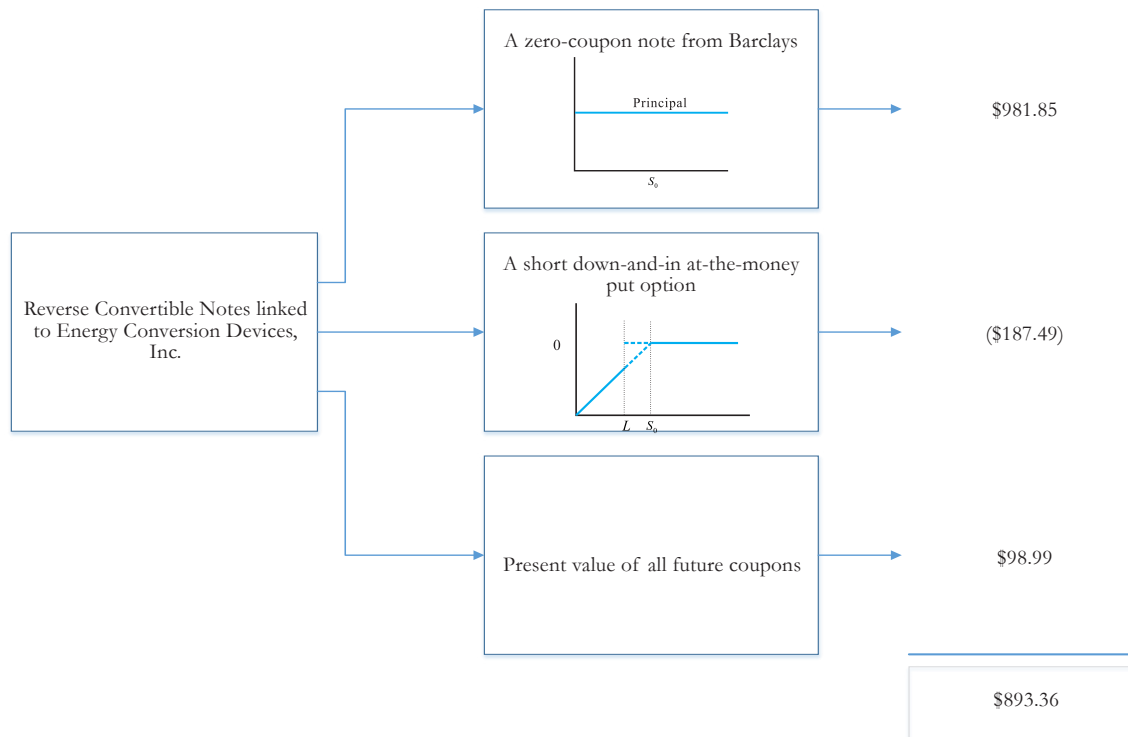 A zero-coupon note from Barclays
Principal
S₀
$981.85
Reverse Convertible Notes linked
to Energy Conversion Devices,
Inc.
A short down-and-in at-the-money
put option
0
L S₀
($187.49)
Present value of all future coupons
$98.99
$893.36